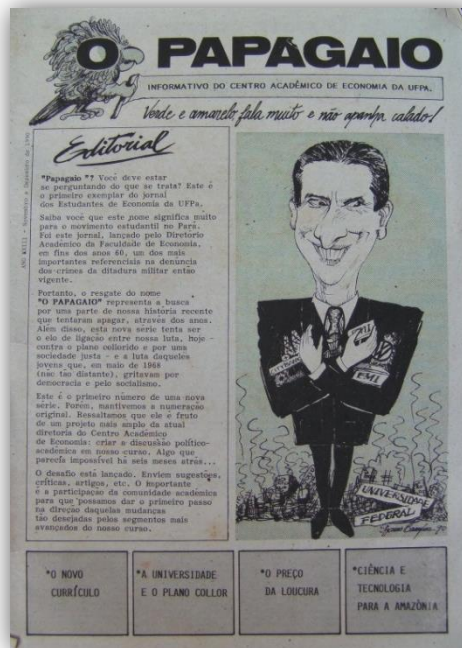 O PAPAGAIO
INFORMATIVO DO CENTRO ACADÊMICO DE ECONOMIA DA UFPA.
Verde e amarelo, fala muito e não apanha calado!
Editorial
"Papagaio "? Você deve estar
se perguntando do que se trata? Este é
o primeiro exemplar do jornal
dos Estudantes de Economia da UFPa.
Saiba você que este nome significa muito
para o movimento estudantil no Pará.
Foi este jornal, lançado pelo Diretório
Acadêmico da Faculdade de Economia,
em fins dos anos 60, um dos mais
importantes referenciais na denúncia
dos crimes da ditadura militar então
vigente.
Portanto, o resgate do nome
"O PAPAGAIO" representa a busca
por uma parte de nossa história recente
que tentaram apagar, através dos anos.
Além disso, esta nova série tenta ser
o elo de ligação entre nossa luta, hoje -
contra o plano collorido e por uma
sociedade justa - e a luta daqueles
jovens que, em maio de 1968
(não tão distante), gritavam por
democracia e pelo socialismo.
Este é o primeiro número de uma nova
série. Porém, mantivemos a numeração
original. Ressaltamos que ele é fruto
de um projeto mais amplo da atual
diretoria do Centro Acadêmico
de Economia: criar a discussão político-
acadêmica em nosso curso. Algo que
parecia impossível há seis meses atrás...
O desafio está lançado. Enviem sugestões,
críticas, artigos, etc. O importante
é a participação da comunidade acadêmica
para que possamos dar o primeiro passo
na direção daquelas mudanças
tão desejadas pelos segmentos mais
avançados do nosso curso.
FMI
UNIVERSIDADE
FEDERAL
*O NOVO
CURRÍCULO
*A UNIVERSIDADE
E O PLANO COLLOR
*O PREÇO
DA LOUCURA
*CIÊNCIA E
TECNOLOGIA
PARA A AMAZÔNIA